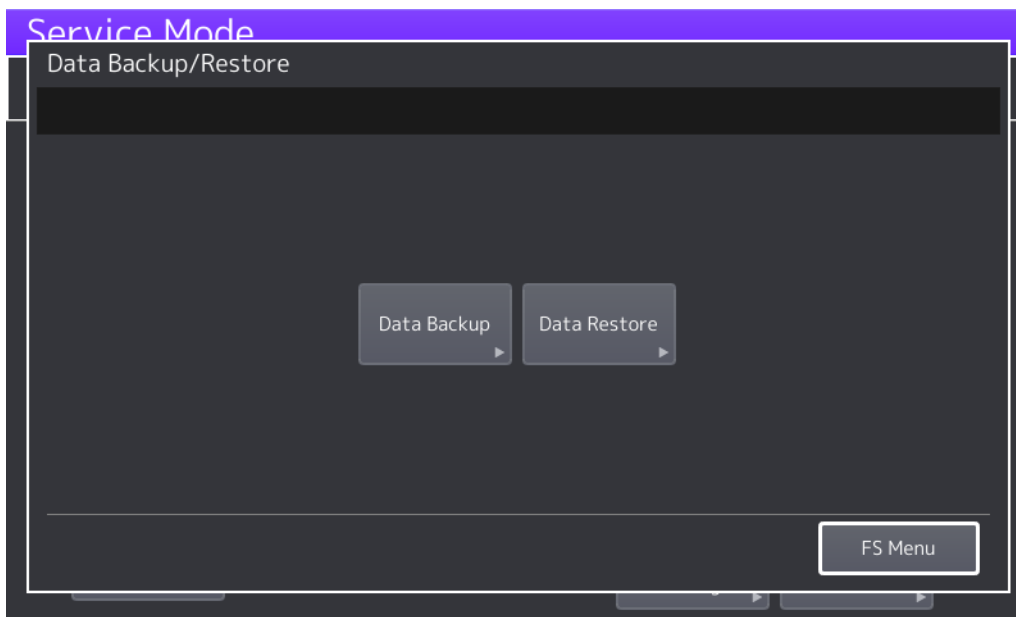 Service Mode
Data Backup/Restore
Data Backup
Data Restore
FS Menu